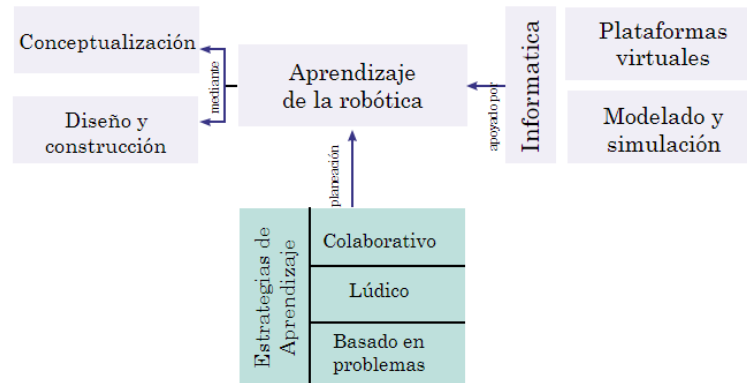 Conceptualización
Diseño y
construcción
mediante
Aprendizaje
de la robótica
apoyado por
Informatica
Plataformas
virtuales
Modelado y
simulación
planeación
Estrategias de
Aprendizaje
Colaborativo
Lúdico
Basado en
problemas